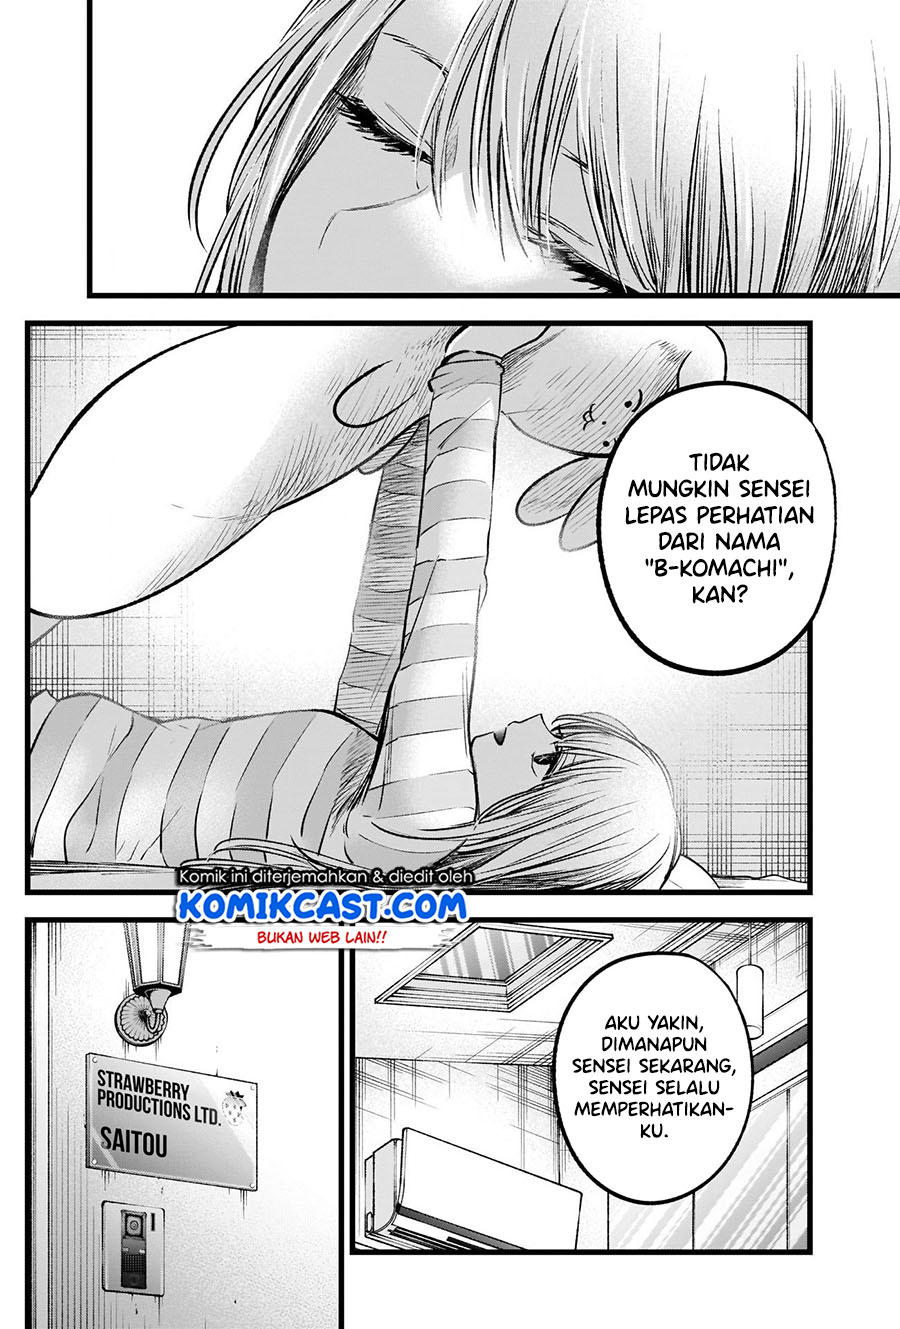 TIDAK
MUNGKIN SENSEI
LEPAS PERHATIAN
DARI NAMA
"B-KOMACHI",
KAN?
Komik ini diterjemahkan & diedit oleh
KOMIKCAST.COM
BUKAN WEB LAIN!!
AKU YAKIN,
DIMANAPUN
SENSEI SEKARANG,
SENSEI SELALU
MEMPERHATIKAN-
KU.
STRAWBERRY
PRODUCTIONS LTD.
SAITOU